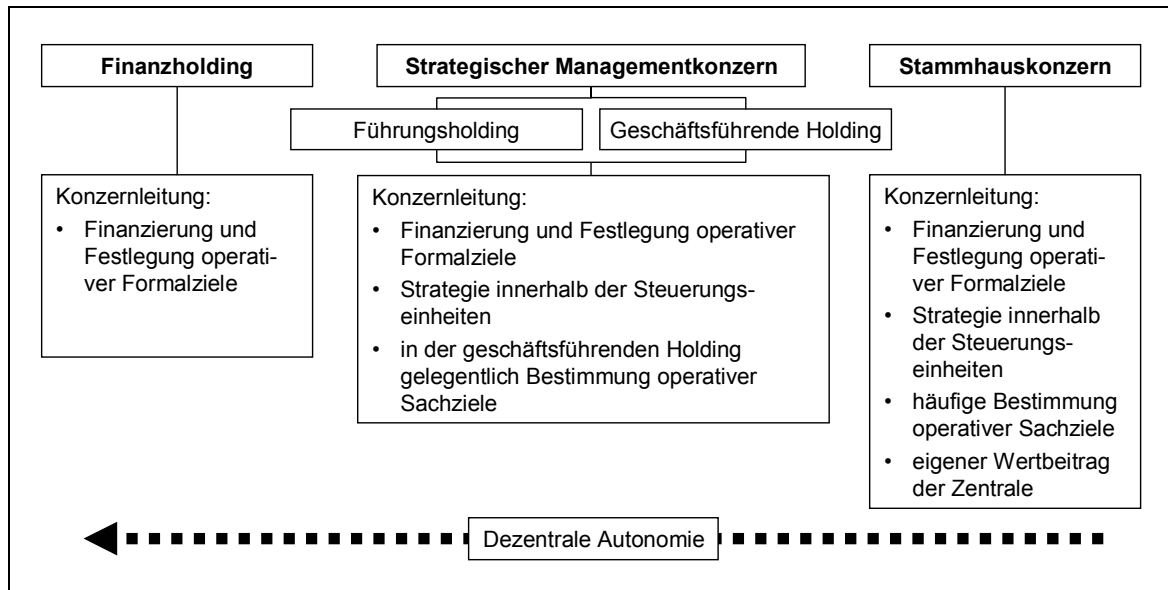 Finanzholding
Strategischer Managementkonzern
Stammhauskonzern
Führungsholding
Geschäftsführende Holding
Konzernleitung:
• Finanzierung und
Festlegung operati-
ver Formalziele
Konzernleitung:
• Finanzierung und Festlegung operativer
Formalziele
• Strategie innerhalb der Steuerungs-
einheiten
• in der geschäftsführenden Holding
gelegentlich Bestimmung operativer
Sachziele
Konzernleitung:
• Finanzierung und
Festlegung operati-
ver Formalziele
• Strategie innerhalb
der Steuerungs-
einheiten
• häufige Bestimmung
operativer Sachziele
• eigener Wertbeitrag
der Zentrale
Dezentrale Autonomie